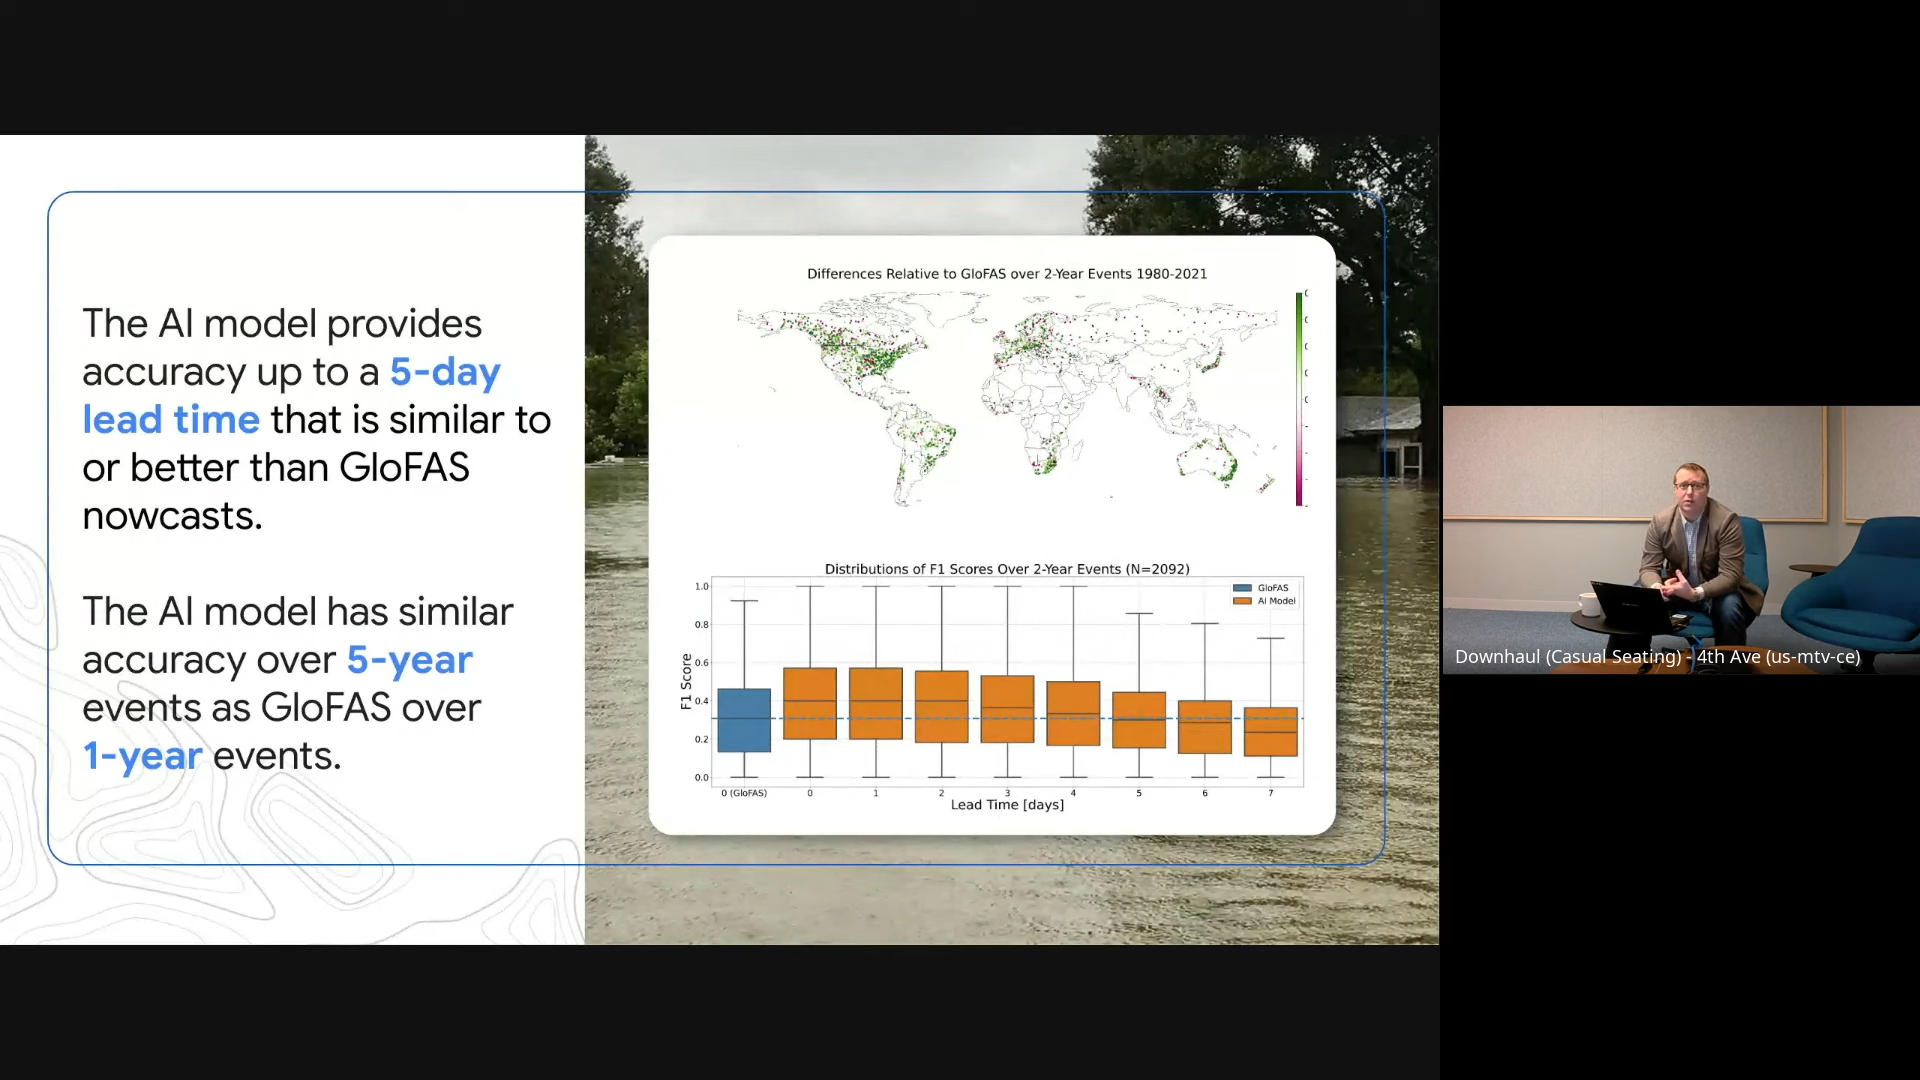 The AI model provides
accuracy up to a 5-day
lead time that is similar to
or better than GloFAS
nowcasts.
The AI model has similar
accuracy over 5-year
events as GloFAS over
1-year events.
Differences Relative to GloFAS over 2-Year Events 1980-2021
Distributions of F1 Scores Over 2-Year Events (N=2092)
GloFAS
AI Model
F1 Score
1.0
0.8
0.6
0.4
0.2
0.0
0 (GloFAS) 0 1 2 3 4 5 6 7
Lead Time [days]
Downhaul (Casual Seating) - 4th Ave (us-mtv-ce)